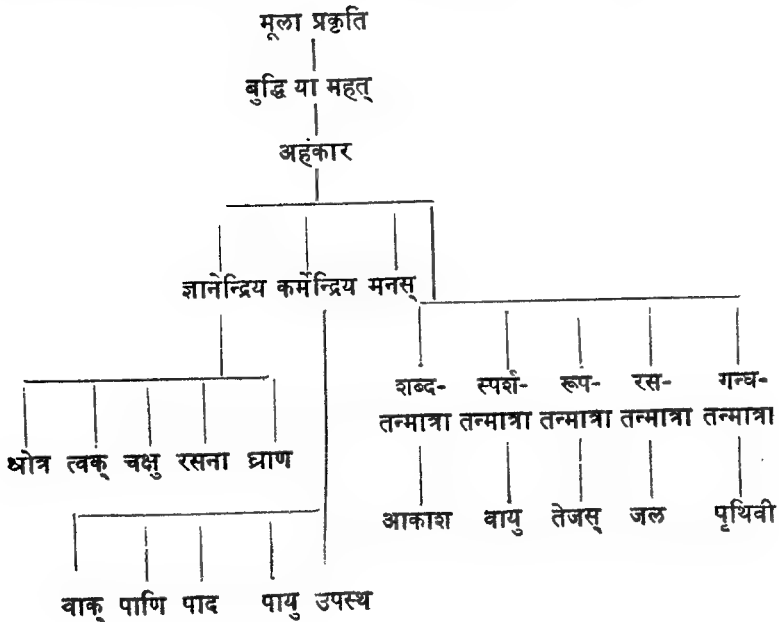 मूला प्रकृति
बुद्धि या महत्
अहंकार
ज्ञानेन्द्रिय कर्मेन्द्रिय मनस्
शब्द- स्पर्श- रूप- रस- गन्ध-
तन्मात्रा तन्मात्रा तन्मात्रा तन्मात्रा तन्मात्रा
श्रोत्र त्वक् चक्षु रसना घ्राण
आकाश वायु तेजस् जल पृथिवी
वाक् पाणि पाद पायु उपस्थ